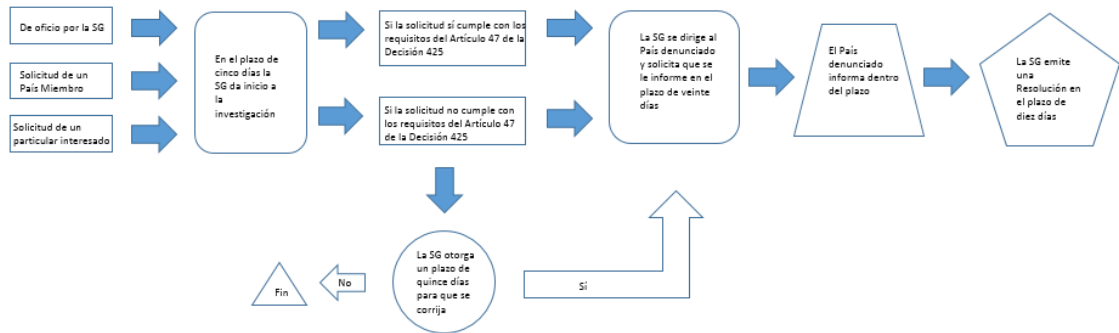 De oficio por la SG
Solicitud de un
País Miembro
Solicitud de un
particular interesado
En el plazo de
cinco días la
SG da inicio a
la
investigación
Si la solicitud sí cumple con los
requisitos del Artículo 47 de la
Decisión 425
Si la solicitud no cumple con
los requisitos del Artículo 47
de la Decisión 425
La SG se dirige al
País denunciado
y solicita que se
le informe en el
plazo de veinte
días
El País
denunciado
informa dentro
del plazo
La SG emite
una
Resolución en
el plazo de
diez días
La SG otorga
un plazo de
quince días
para que se
corrija
No
Fin
Sí